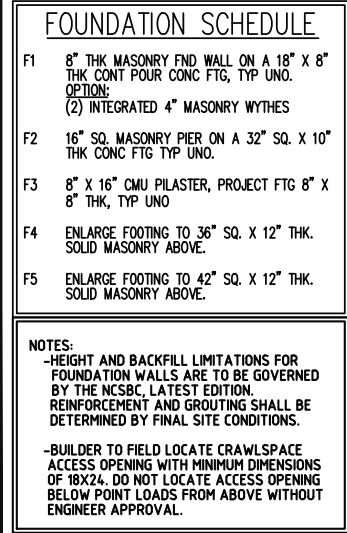 FOUNDATION SCHEDULE
F1 8" THK MASONRY FND WALL ON A 18" X 8"
THK CONT POUR CONC FTG, TYP UNO.
OPTION:
(2) INTEGRATED 4" MASONRY WYTHES
F2 16" SQ. MASONRY PIER ON A 32" SQ. X 10"
THK CONC FTG TYP UNO.
F3 8" X 16" CMU PILASTER, PROJECT FTG 8" X
8" THK, TYP UNO
F4 ENLARGE FOOTING TO 36" SQ. X 12" THK.
SOLID MASONRY ABOVE.
F5 ENLARGE FOOTING TO 42" SQ. X 12" THK.
SOLID MASONRY ABOVE.
NOTES:
-HEIGHT AND BACKFILL LIMITATIONS FOR
FOUNDATION WALLS ARE TO BE GOVERNED
BY THE NCSBC, LATEST EDITION.
REINFORCEMENT AND GROUTING SHALL BE
DETERMINED BY FINAL SITE CONDITIONS.
-BUILDER TO FIELD LOCATE CRAWLSPACE
ACCESS OPENING WITH MINIMUM DIMENSIONS
OF 18X24. DO NOT LOCATE ACCESS OPENING
BELOW POINT LOADS FROM ABOVE WITHOUT
ENGINEER APPROVAL.